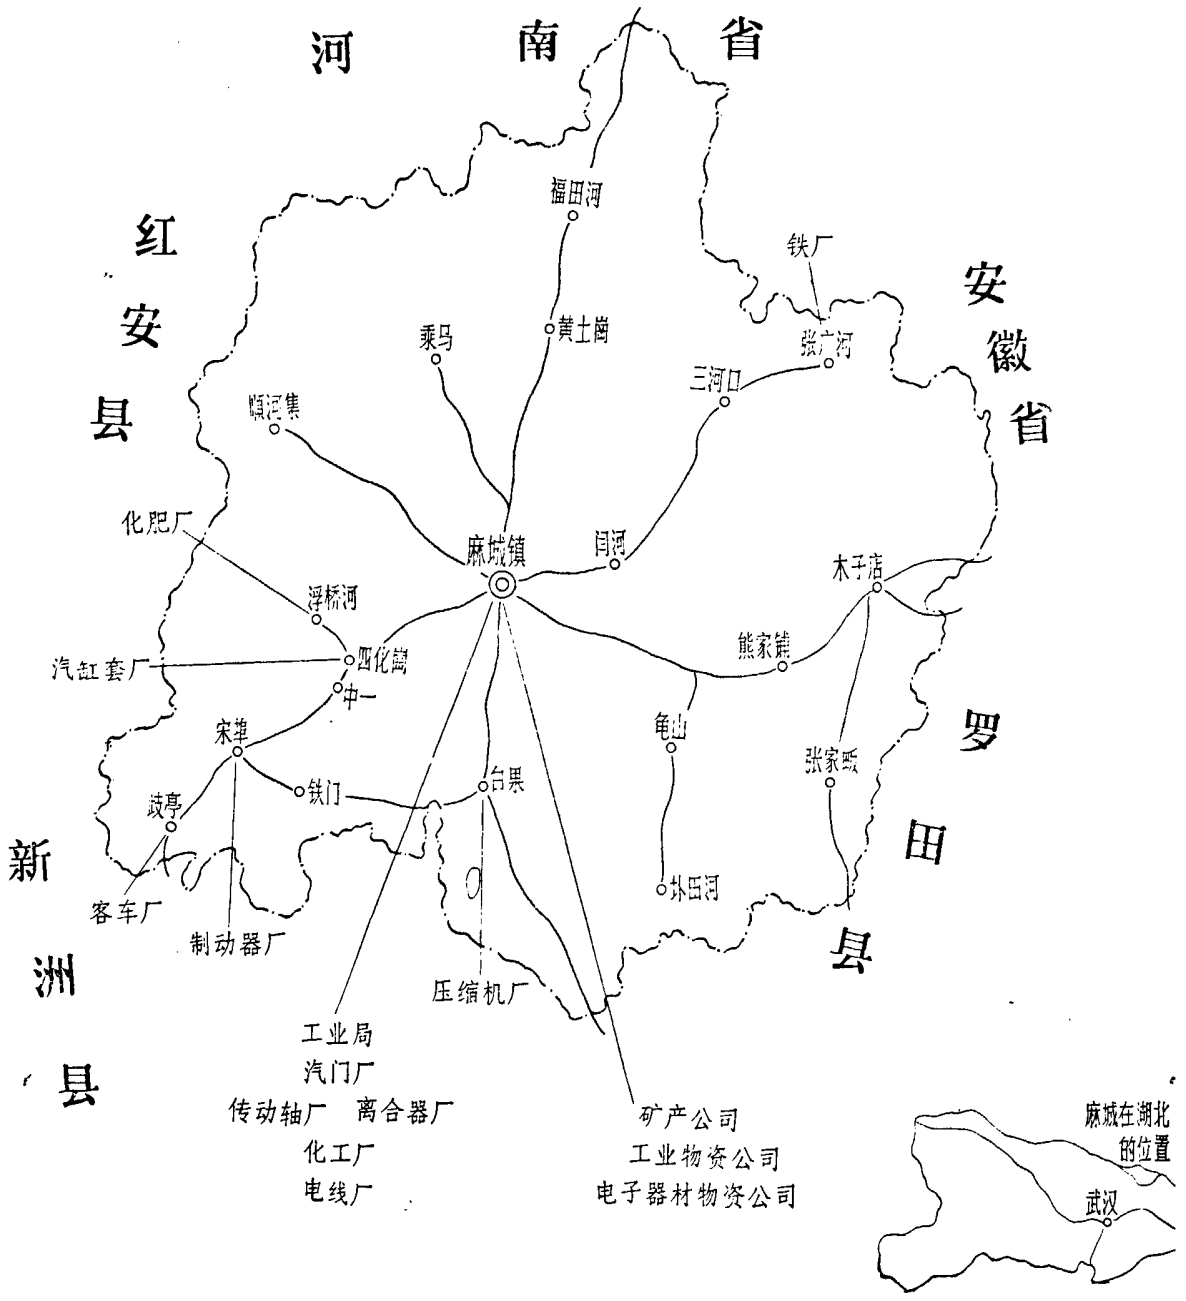 河南省
福田河
红安县
铁厂
安徽省
黄土岗
乘马
张广河
三河口
顺河集
化肥厂
麻城镇
闫河
木子店
浮桥河
汽缸套厂
四化岗
熊家铺
中一
宋埠
龟山
罗田县
张家畈
铁门
台果
歧亭
新洲县
客车厂
制动器厂
压缩机厂
工业局
汽门厂
传动轴厂 离合器厂
化工厂
电线厂
矿产公司
工业物资公司
电子器材物资公司
麻城在湖北
的位置
武汉